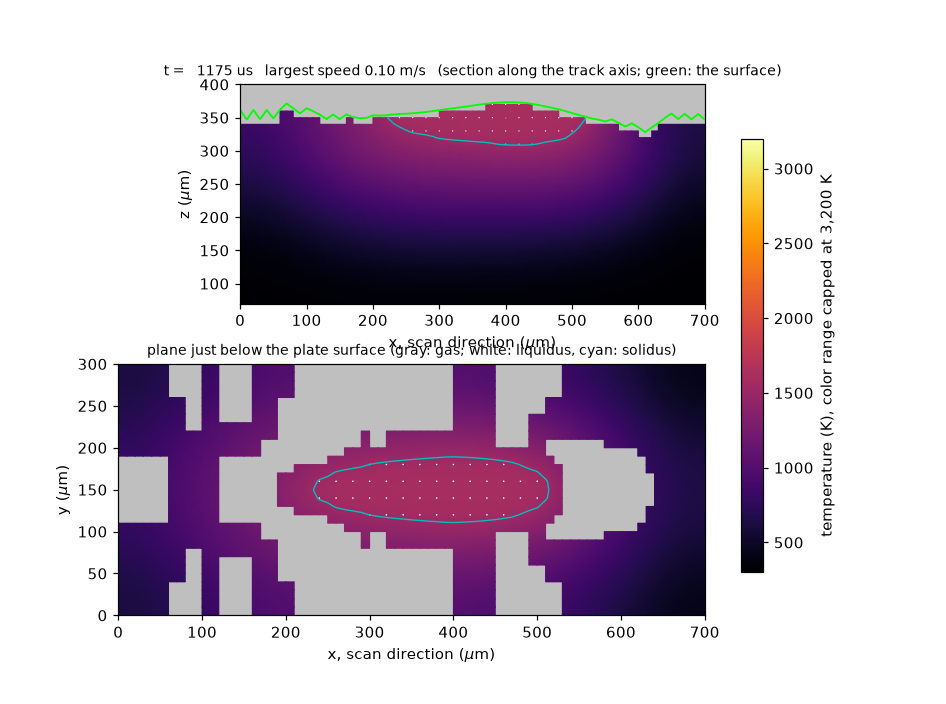 t =   1175 us   largest speed 0.10 m/s   (section along the track axis; green: the surface)
400
350
300
250
200
150
100
z (μm)
0 100 200 300 400 500 600 700
x, scan direction (μm)
plane just below the plate surface (gray: gas; white: liquidus, cyan: solidus)
300
250
200
150
100
50
0
y (μm)
0 100 200 300 400 500 600 700
x, scan direction (μm)
3000
2500
2000
1500
1000
500
temperature (K), color range capped at 3,200 K